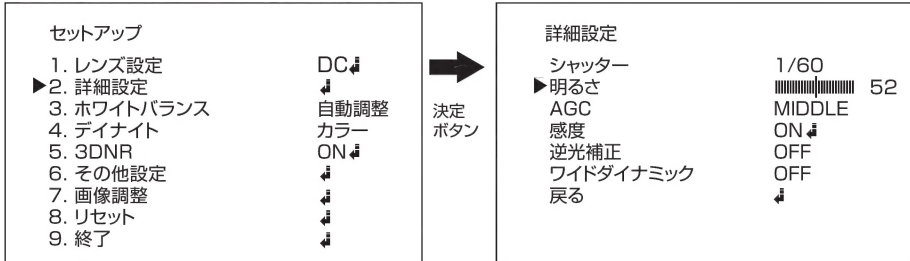 セットアップ
1. レンズ設定 DC↲
▶2. 詳細設定 ↲
3. ホワイトバランス 自動調整
4. デイナイト カラー
5. 3DNR ON↲
6. その他設定 ↲
7. 画像調整 ↲
8. リセット ↲
9. 終了 ↲
決定
ボタン
詳細設定
シャッター 1/60
▶明るさ 52
AGC MIDDLE
感度 ON↲
逆光補正 OFF
ワイドダイナミック OFF
戻る ↲